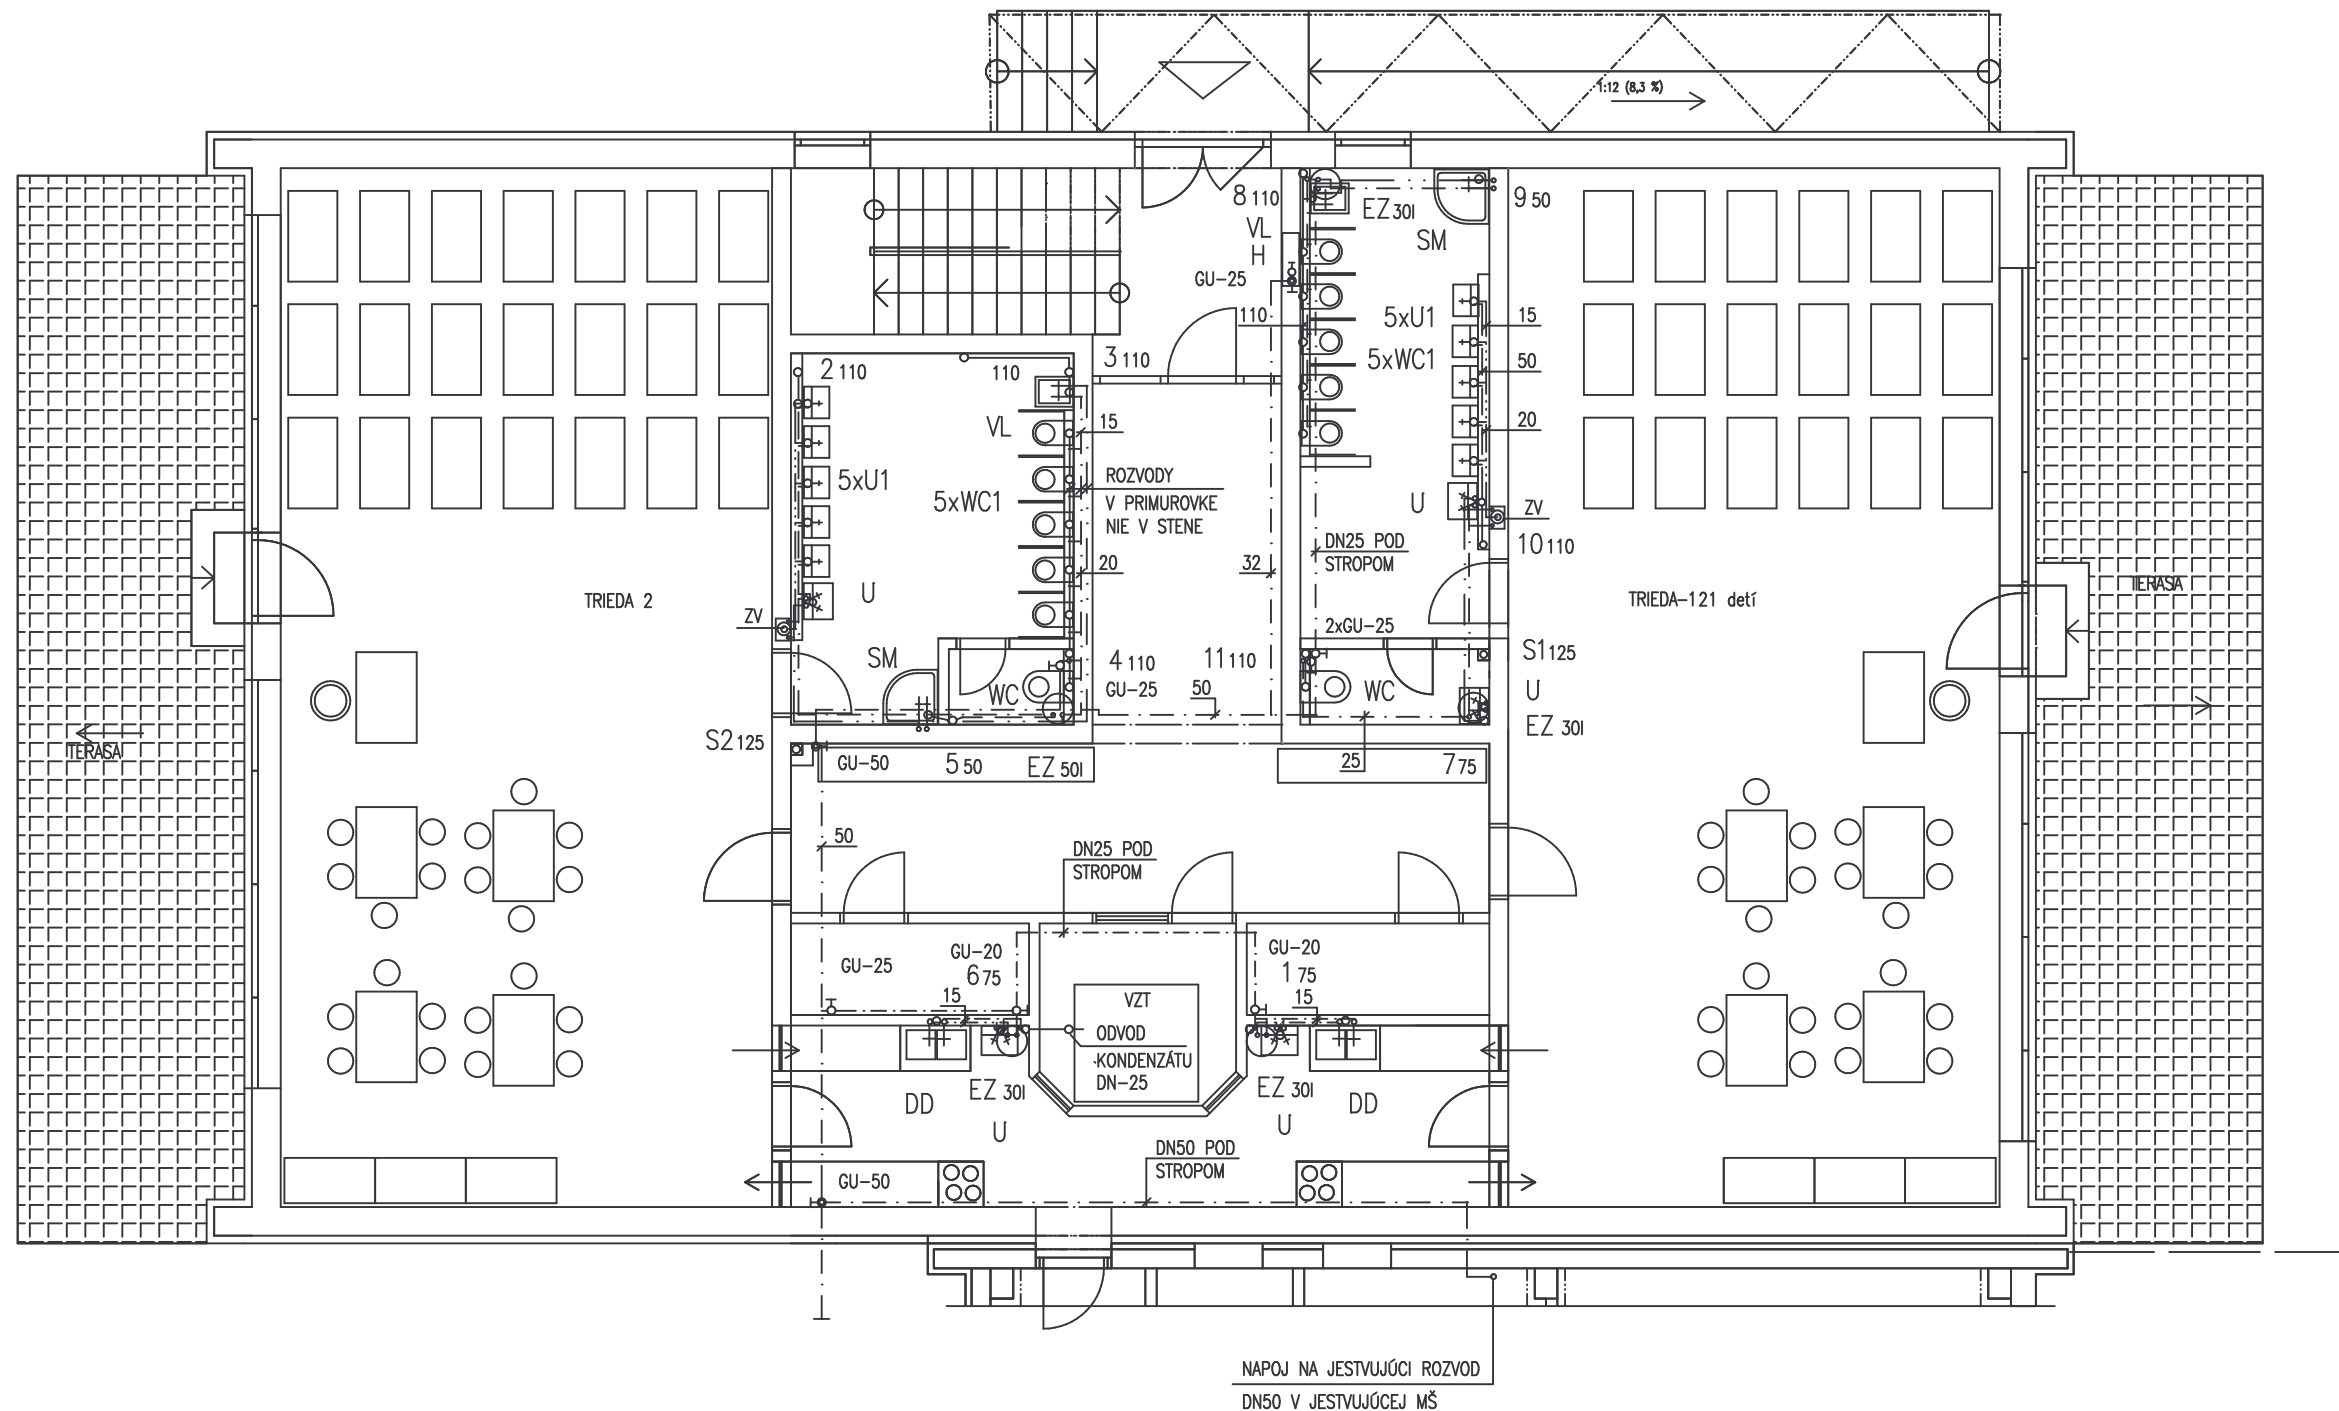 1:12 (8,3 %)
8 110
EZ 30l
9 50
VL
H
SM
GU-25
110
5xU1
15
3 110
2 110
110
5xWC1
50
VL
15
20
5xU1
ROZVODY
5xWC1
V PRIMUROVKE
NIE V STENE
U
ZV
DN25 POD
STROPOM
10 110
20
32
TRIEDA 2
U
TRIEDA-121 detí
TERASA
ZV
2xGU-25
SM
4 110
11 110
S1 125
GU-25
WC
50
WC
U
EZ 30l
S2 125
TERASA
GU-50
5 50
EZ 50l
25
7 75
50
DN25 POD
STROPOM
GU-25
GU-20
6 75
GU-20
1 75
15
15
VZT
ODVOD
KONDENZÁTU
DN-25
DD
EZ 30l
EZ 30l
DD
U
U
DN50 POD
STROPOM
GU-50
NAPOJ NA JESTVUJÚCI ROZVOD
DN50 V JESTVUJÚCEJ MŠ